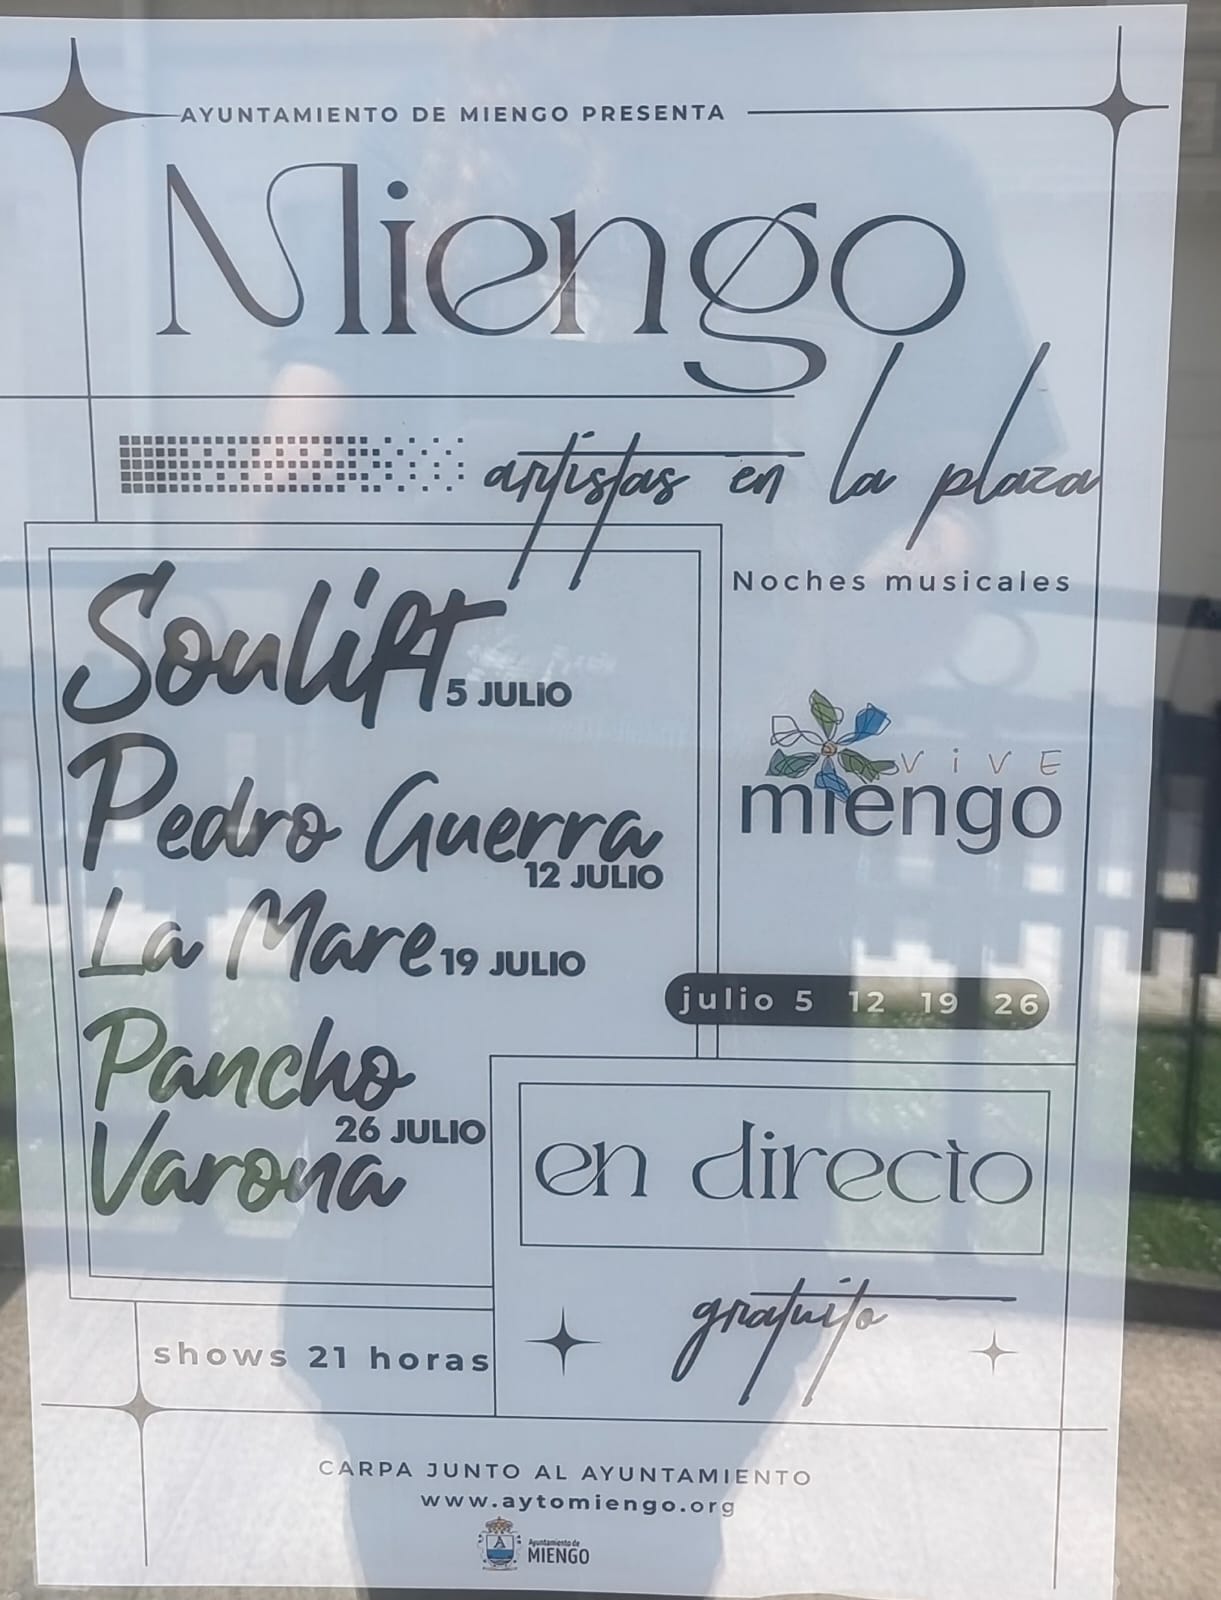 AYUNTAMIENTO DE MIENGO PRESENTA
Miengo
artistas en la plaza
Noches musicales
Soulift
5 JULIO
Pedro Guerra
12 JULIO
La Mare
19 JULIO
Pancho
Varona
26 JULIO
VIVE
miengo
julio 5 12 19 26
en directo
gratuito
shows 21 horas
CARPA JUNTO AL AYUNTAMIENTO
www.aytomiengo.org
A
Ayuntamiento de
MIENGO